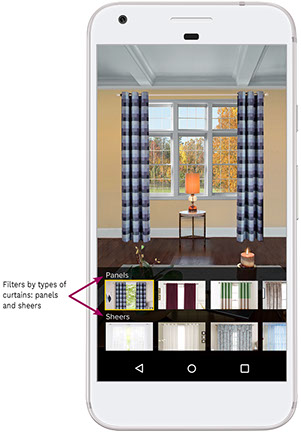 Filters by types of
curtains: panels
and sheers
Panels
Sheers